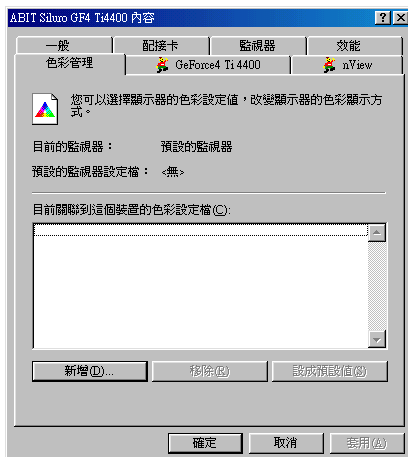 ABIT Siluro GF4 Ti4400 內容
一般
配接卡
監視器
效能
色彩管理
GeForce4 Ti 4400
nView
您可以選擇顯示器的色彩設定值，改變顯示器的色彩顯示方
式。
目前的監視器： 預設的監視器
預設的監視器設定檔： <無>
目前關聯到這個裝置的色彩設定檔(C):
新增(D)...
移除(R)
設成預設值(S)
確定
取消
套用(A)